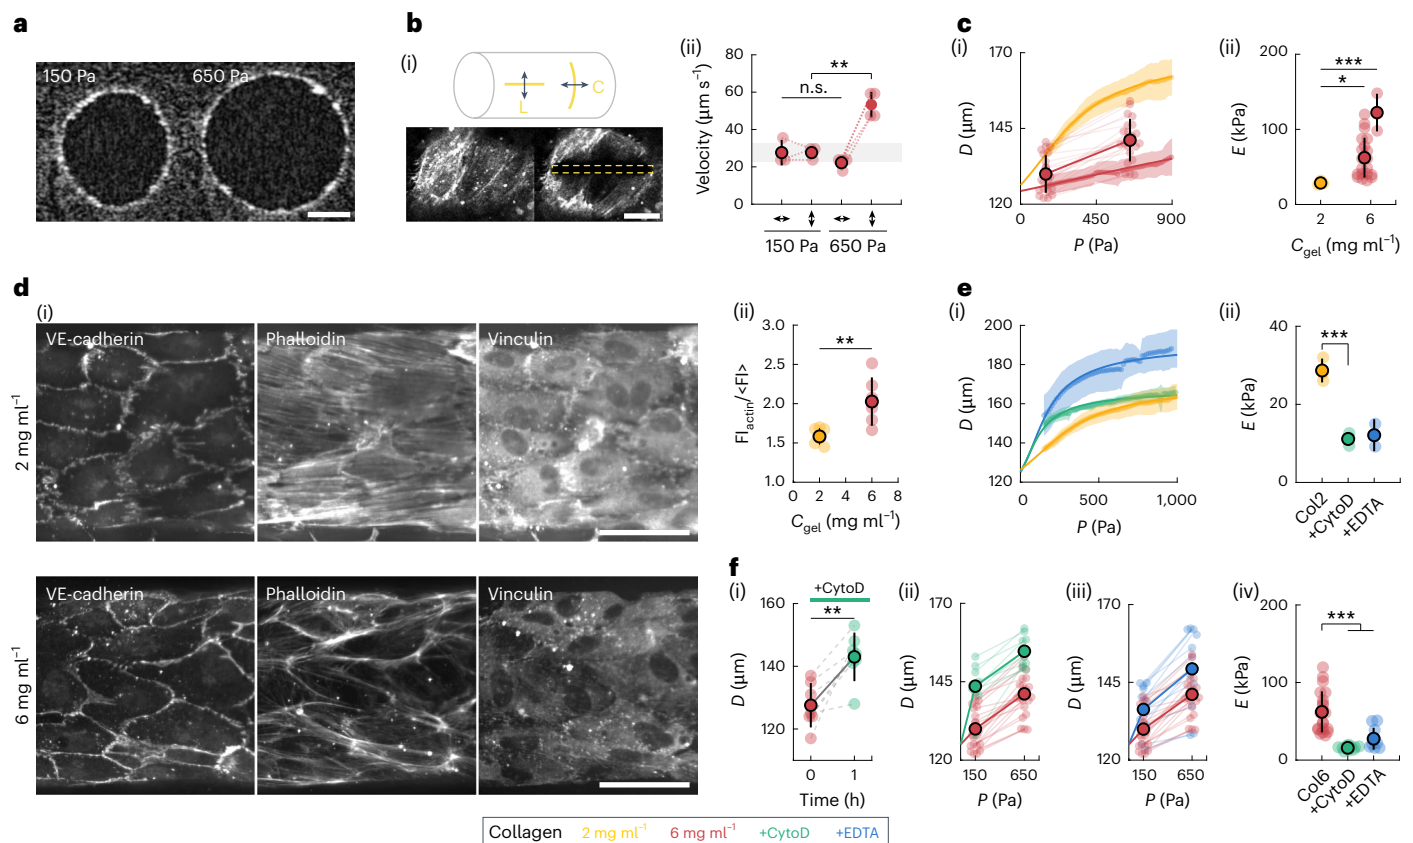 a
150 Pa
650 Pa
b
(i)
L
C
(ii)
Velocity (µm s⁻¹)
80
60
40
20
0
n.s.
**
150 Pa
650 Pa
c
(i)
D (µm)
170
145
120
0
450
900
P (Pa)
(ii)
E (kPa)
200
100
0
***
*
2
6
C_gel (mg ml⁻¹)
d
(i)
2 mg ml⁻¹
VE-cadherin
Phalloidin
Vinculin
6 mg ml⁻¹
VE-cadherin
Phalloidin
Vinculin
(ii)
FI_actin/<FI>
3.0
2.5
2.0
1.5
1.0
**
0
2
4
6
8
C_gel (mg ml⁻¹)
e
(i)
D (µm)
200
180
160
140
120
0
500
1,000
P (Pa)
(ii)
E (kPa)
40
20
0
***
Col2
+CytoD
+EDTA
f
(i)
+CytoD
**
D (µm)
160
140
120
0
1
Time (h)
(ii)
D (µm)
170
145
120
150
650
P (Pa)
(iii)
D (µm)
170
145
120
150
650
P (Pa)
(iv)
E (kPa)
200
100
0
***
Col6
+CytoD
+EDTA
Collagen 2 mg ml⁻¹ 6 mg ml⁻¹ +CytoD +EDTA